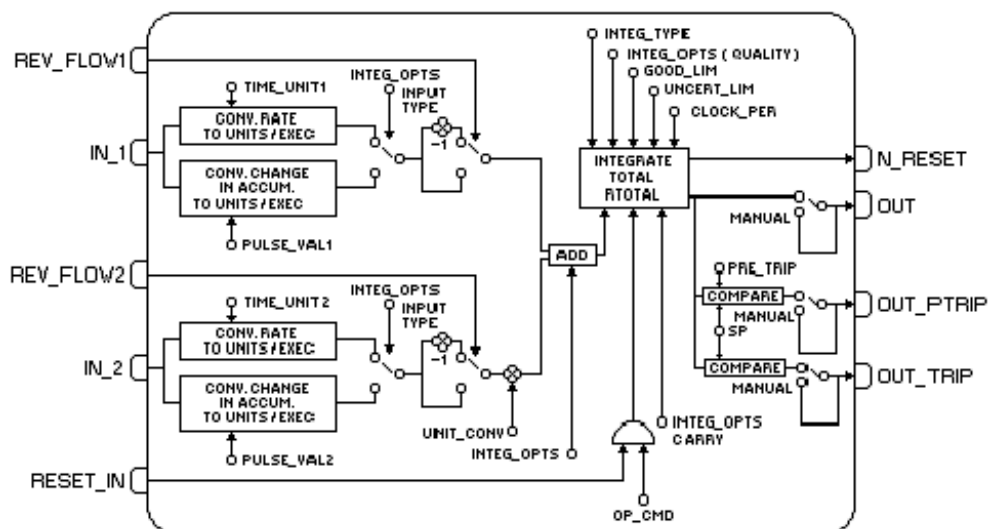 REV_FLOW1
INTEG_TYPE
INTEG_OPTS ( QUALITY )
GOOD_LIM
UNCERT_LIM
CLOCK_PER
TIME_UNIT1
INTEG_OPTS
INPUT
TYPE
CONV. RATE
TO UNITS / EXEC
-1
IN_1
CONV. CHANGE
IN ACCUM.
TO UNITS / EXEC
PULSE_VAL1
INTEGRATE
TOTAL
RTOTAL
N_RESET
OUT
MANUAL
ADD
REV_FLOW2
TIME_UNIT2
INTEG_OPTS
INPUT
TYPE
CONV. RATE
TO UNITS / EXEC
-1
IN_2
CONV. CHANGE
IN ACCUM.
TO UNITS / EXEC
PULSE_VAL2
UNIT_CONV
INTEG_OPTS
PRE_TRIP
COMPARE
MANUAL
OUT_PTRIP
SP
COMPARE
MANUAL
OUT_TRIP
INTEG_OPTS
CARRY
RESET_IN
OP_CMD